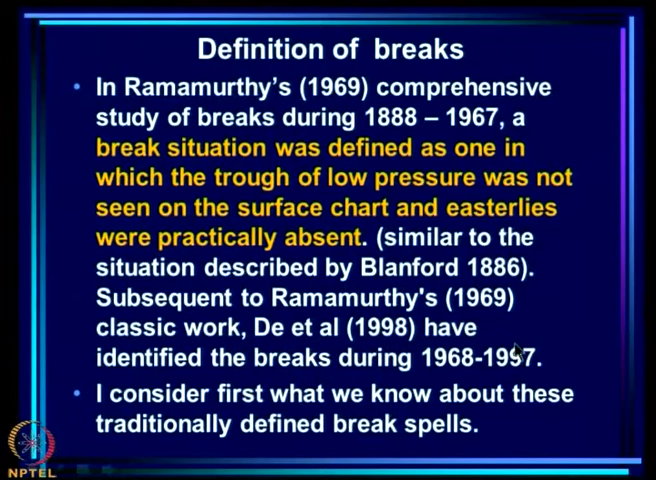 Definition of breaks
• In Ramamurthy's (1969) comprehensive
study of breaks during 1888 – 1967, a
break situation was defined as one in
which the trough of low pressure was not
seen on the surface chart and easterlies
were practically absent. (similar to the
situation described by Blanford 1886).
Subsequent to Ramamurthy's (1969)
classic work, De et al (1998) have
identified the breaks during 1968-1997.
• I consider first what we know about these
traditionally defined break spells.
NPTEL